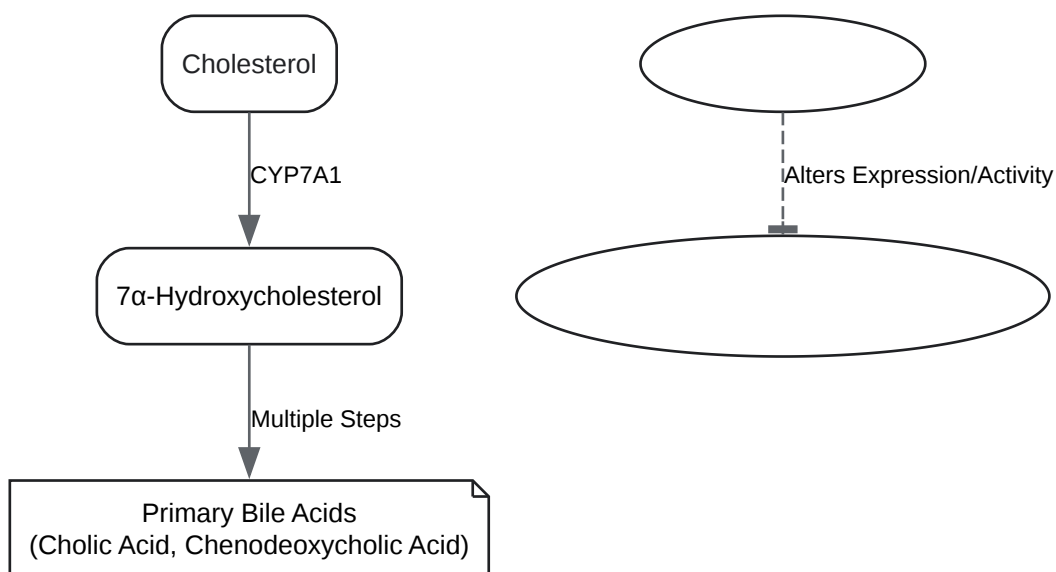 Cholesterol
CYP7A1
Alters Expression/Activity
7α-Hydroxycholesterol
Multiple Steps
Primary Bile Acids
(Cholic Acid, Chenodeoxycholic Acid)